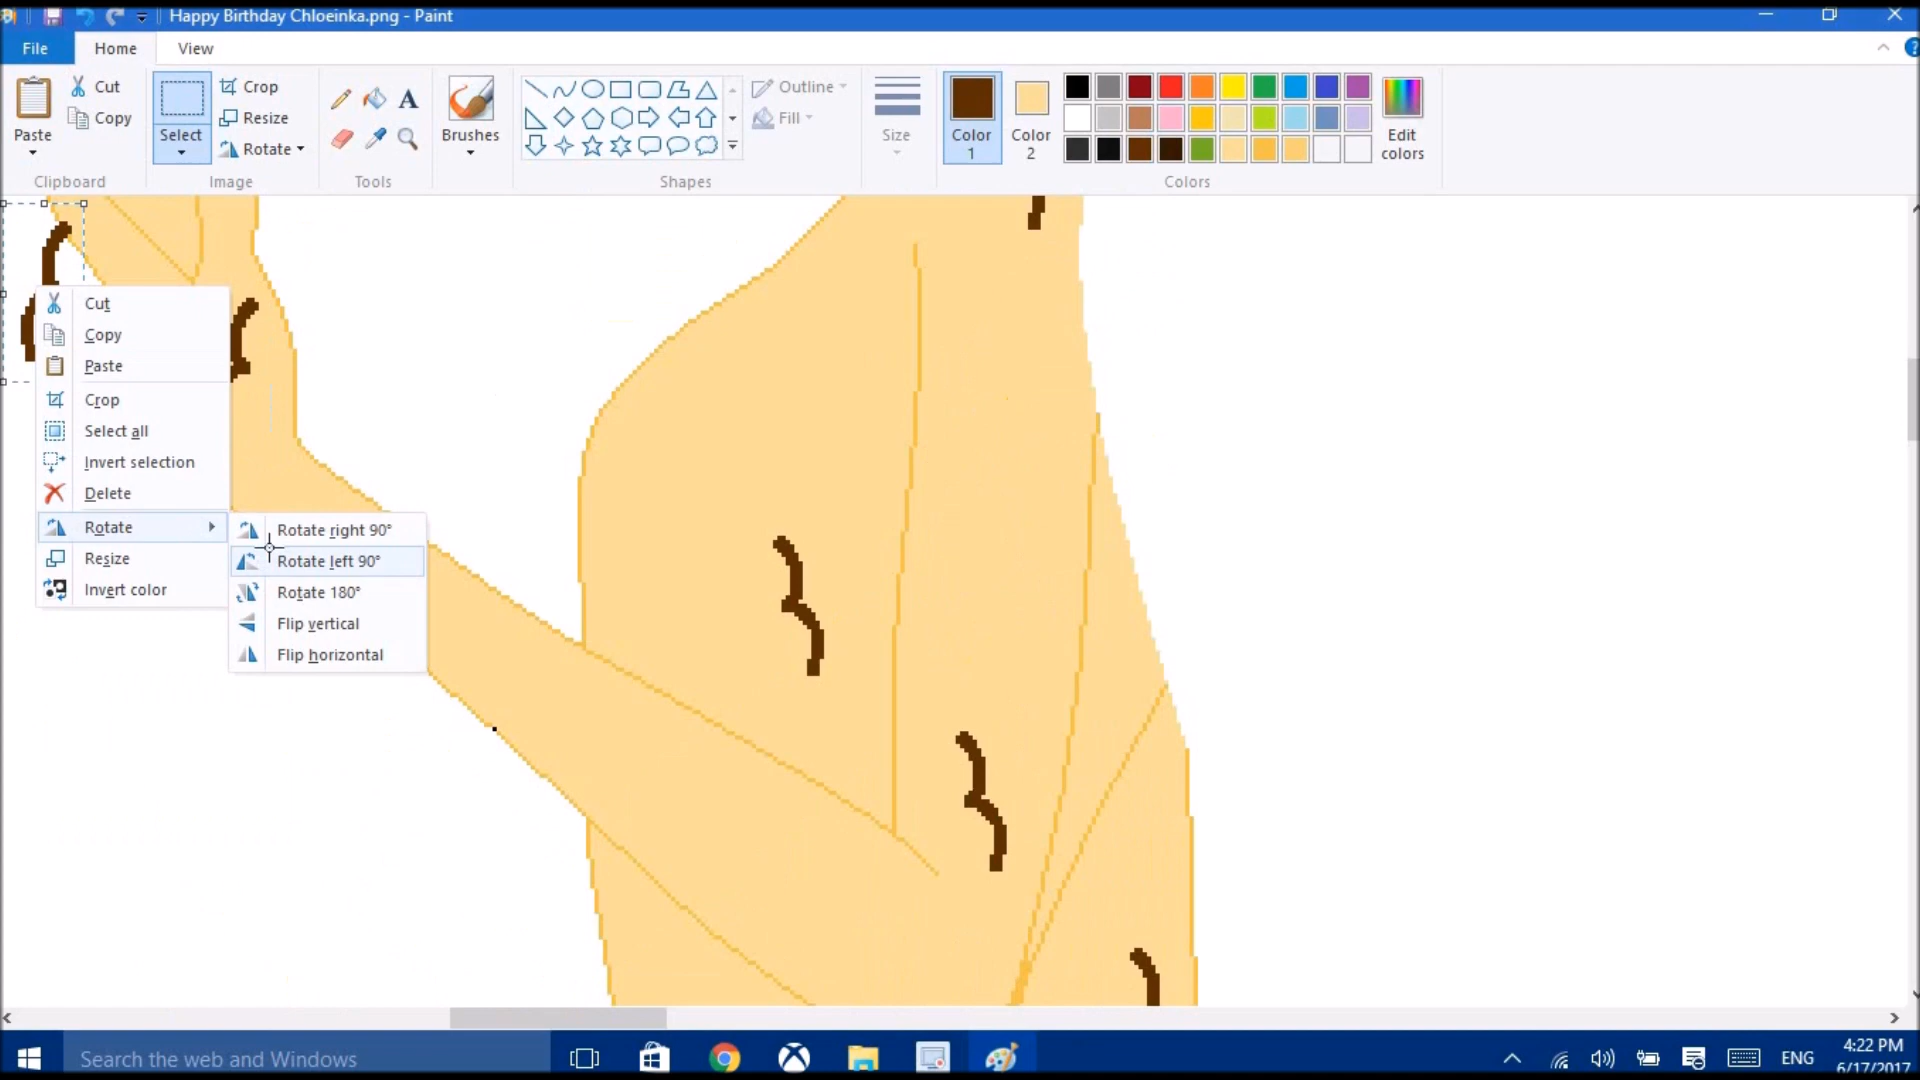 Happy Birthday Chloeinka.png - Paint
File Home View
Paste
Cut
Copy
Clipboard
Select
Crop
Resize
Rotate
Image
A
Tools
Brushes
Shapes
Outline
Fill
Size
Color 1
Color 2
Edit colors
Colors
Cut
Copy
Paste
Crop
Select all
Invert selection
Delete
Rotate
Resize
Invert color
Rotate right 90°
Rotate left 90°
Rotate 180°
Flip vertical
Flip horizontal
Search the web and Windows
ENG
4:22 PM
6/17/2017